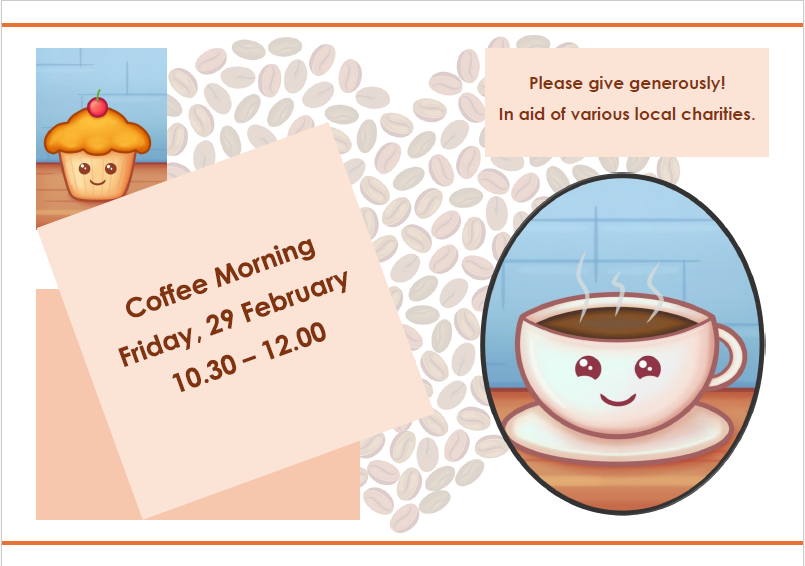 Please give generously!
In aid of various local charities.
Coffee Morning
Friday, 29 February
10.30 – 12.00